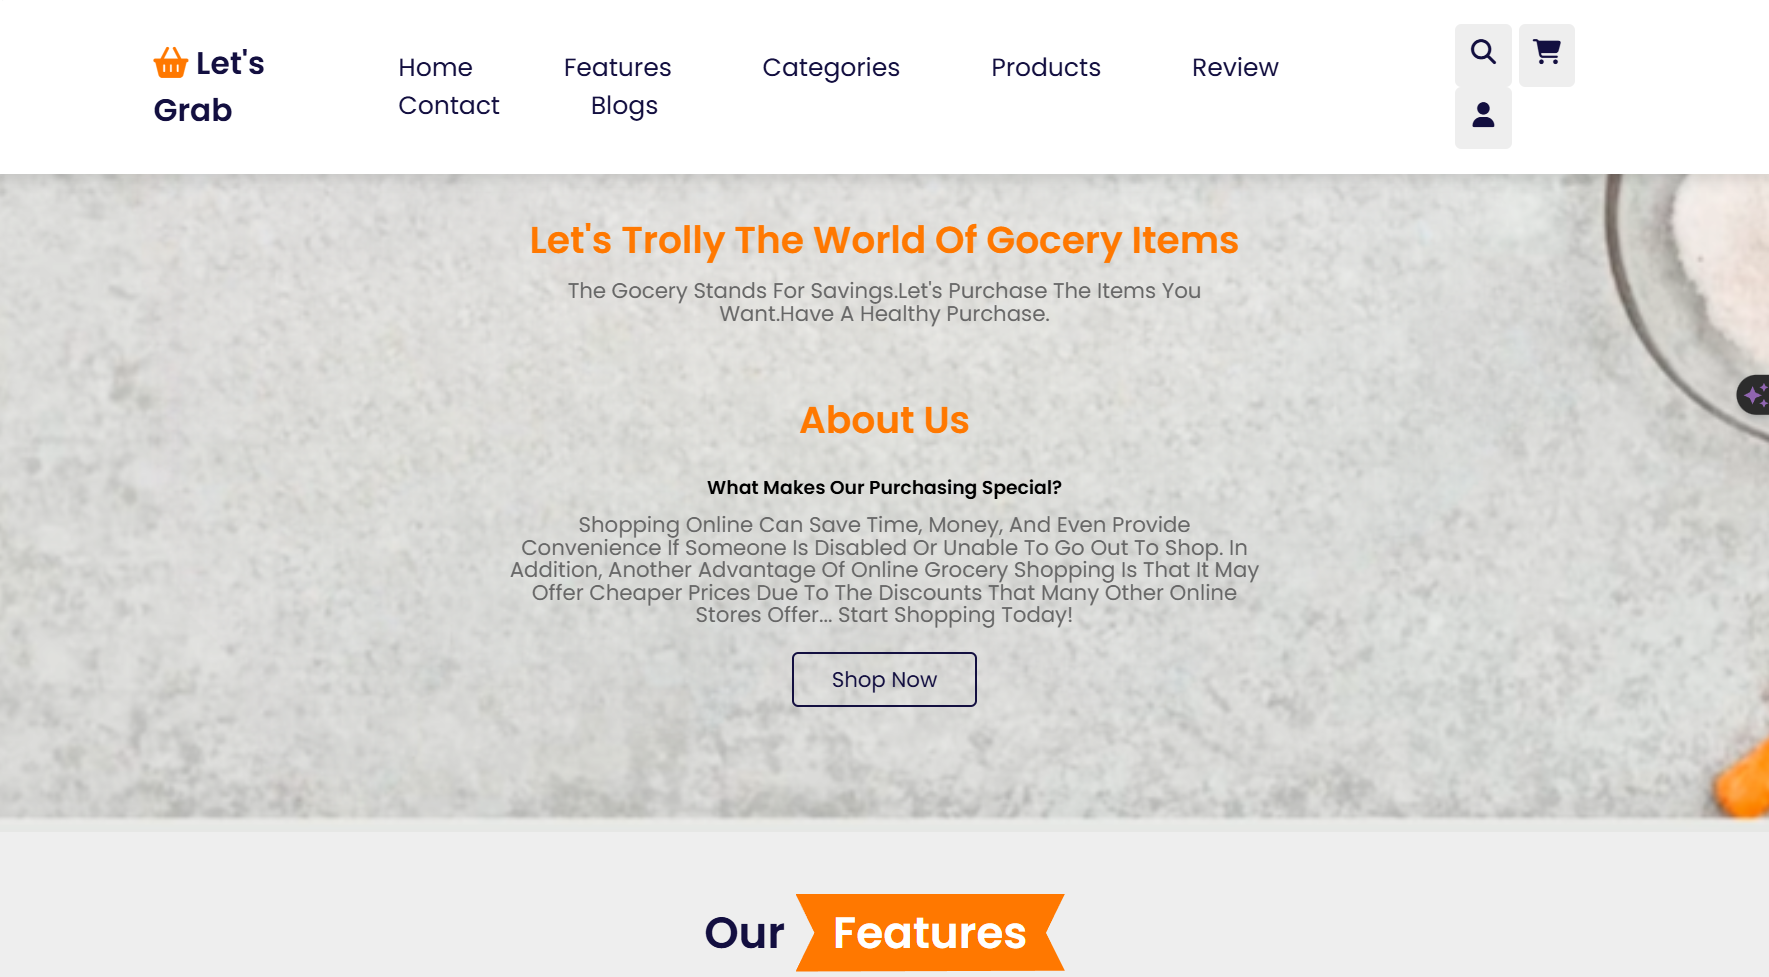 Let's
Grab
Home Features Categories Products Review
Contact Blogs
Let's Trolly The World Of Gocery Items
The Gocery Stands For Savings.Let's Purchase The Items You
Want.Have A Healthy Purchase.
About Us
What Makes Our Purchasing Special?
Shopping Online Can Save Time, Money, And Even Provide
Convenience If Someone Is Disabled Or Unable To Go Out To Shop. In
Addition, Another Advantage Of Online Grocery Shopping Is That It May
Offer Cheaper Prices Due To The Discounts That Many Other Online
Stores Offer... Start Shopping Today!
Shop Now
Our Features